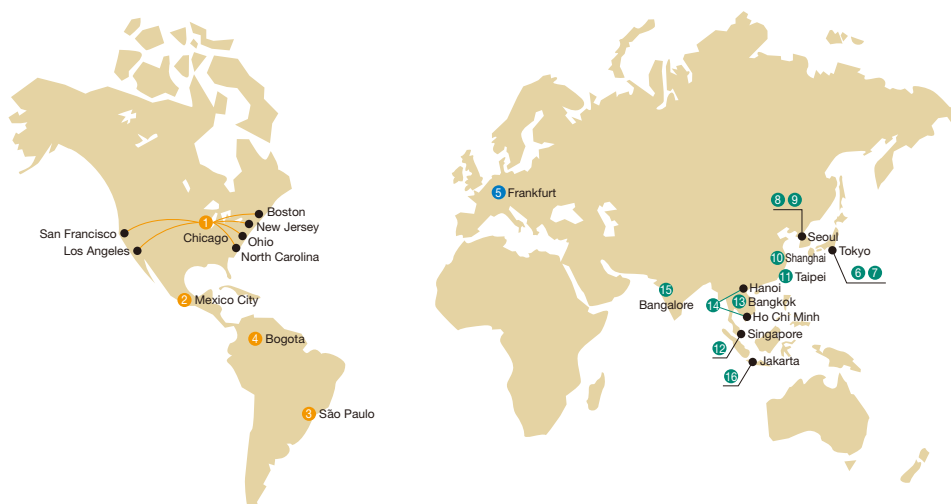 1
Boston
New Jersey
San Francisco
Chicago
Ohio
Los Angeles
North Carolina
2 Mexico City
4 Bogota
3 São Paulo
5 Frankfurt
8 9
Seoul
Tokyo
6 7
10 Shanghai
11 Taipei
15
Bangalore
Hanoi
14
13 Bangkok
Ho Chi Minh
Singapore
12
Jakarta
16